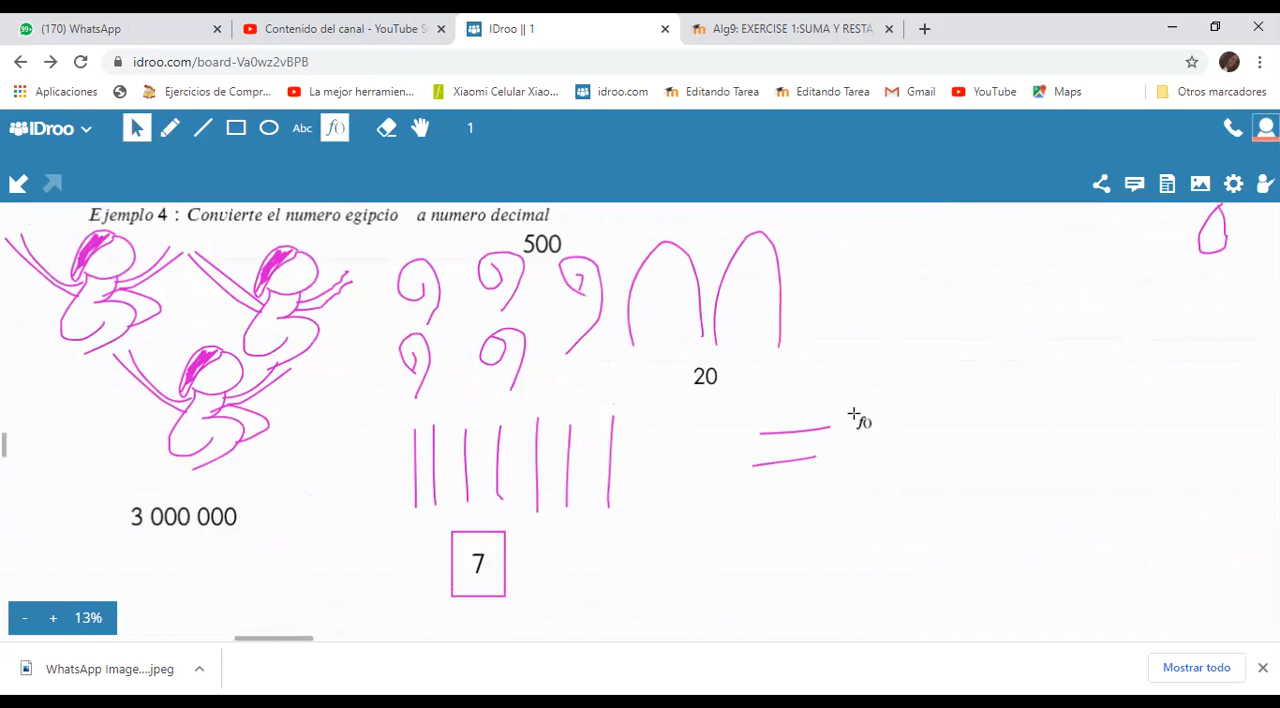 (170) WhatsApp
Contenido del canal - YouTube S
IDroo || 1
Alg9: EXERCISE 1:SUMA Y RESTA
idroo.com/board-Va0wz2vBPB
Aplicaciones
Ejercicios de Compr...
La mejor herramien...
Xiaomi Celular Xiao...
idroo.com
Editando Tarea
Editando Tarea
Gmail
YouTube
Maps
Otros marcadores
IDroo
Abc
f()
1
Ejemplo 4 : Convierte el numero egipcio a numero decimal
500
20
f()
3 000 000
7
- + 13%
WhatsApp Image....jpeg
Mostrar todo